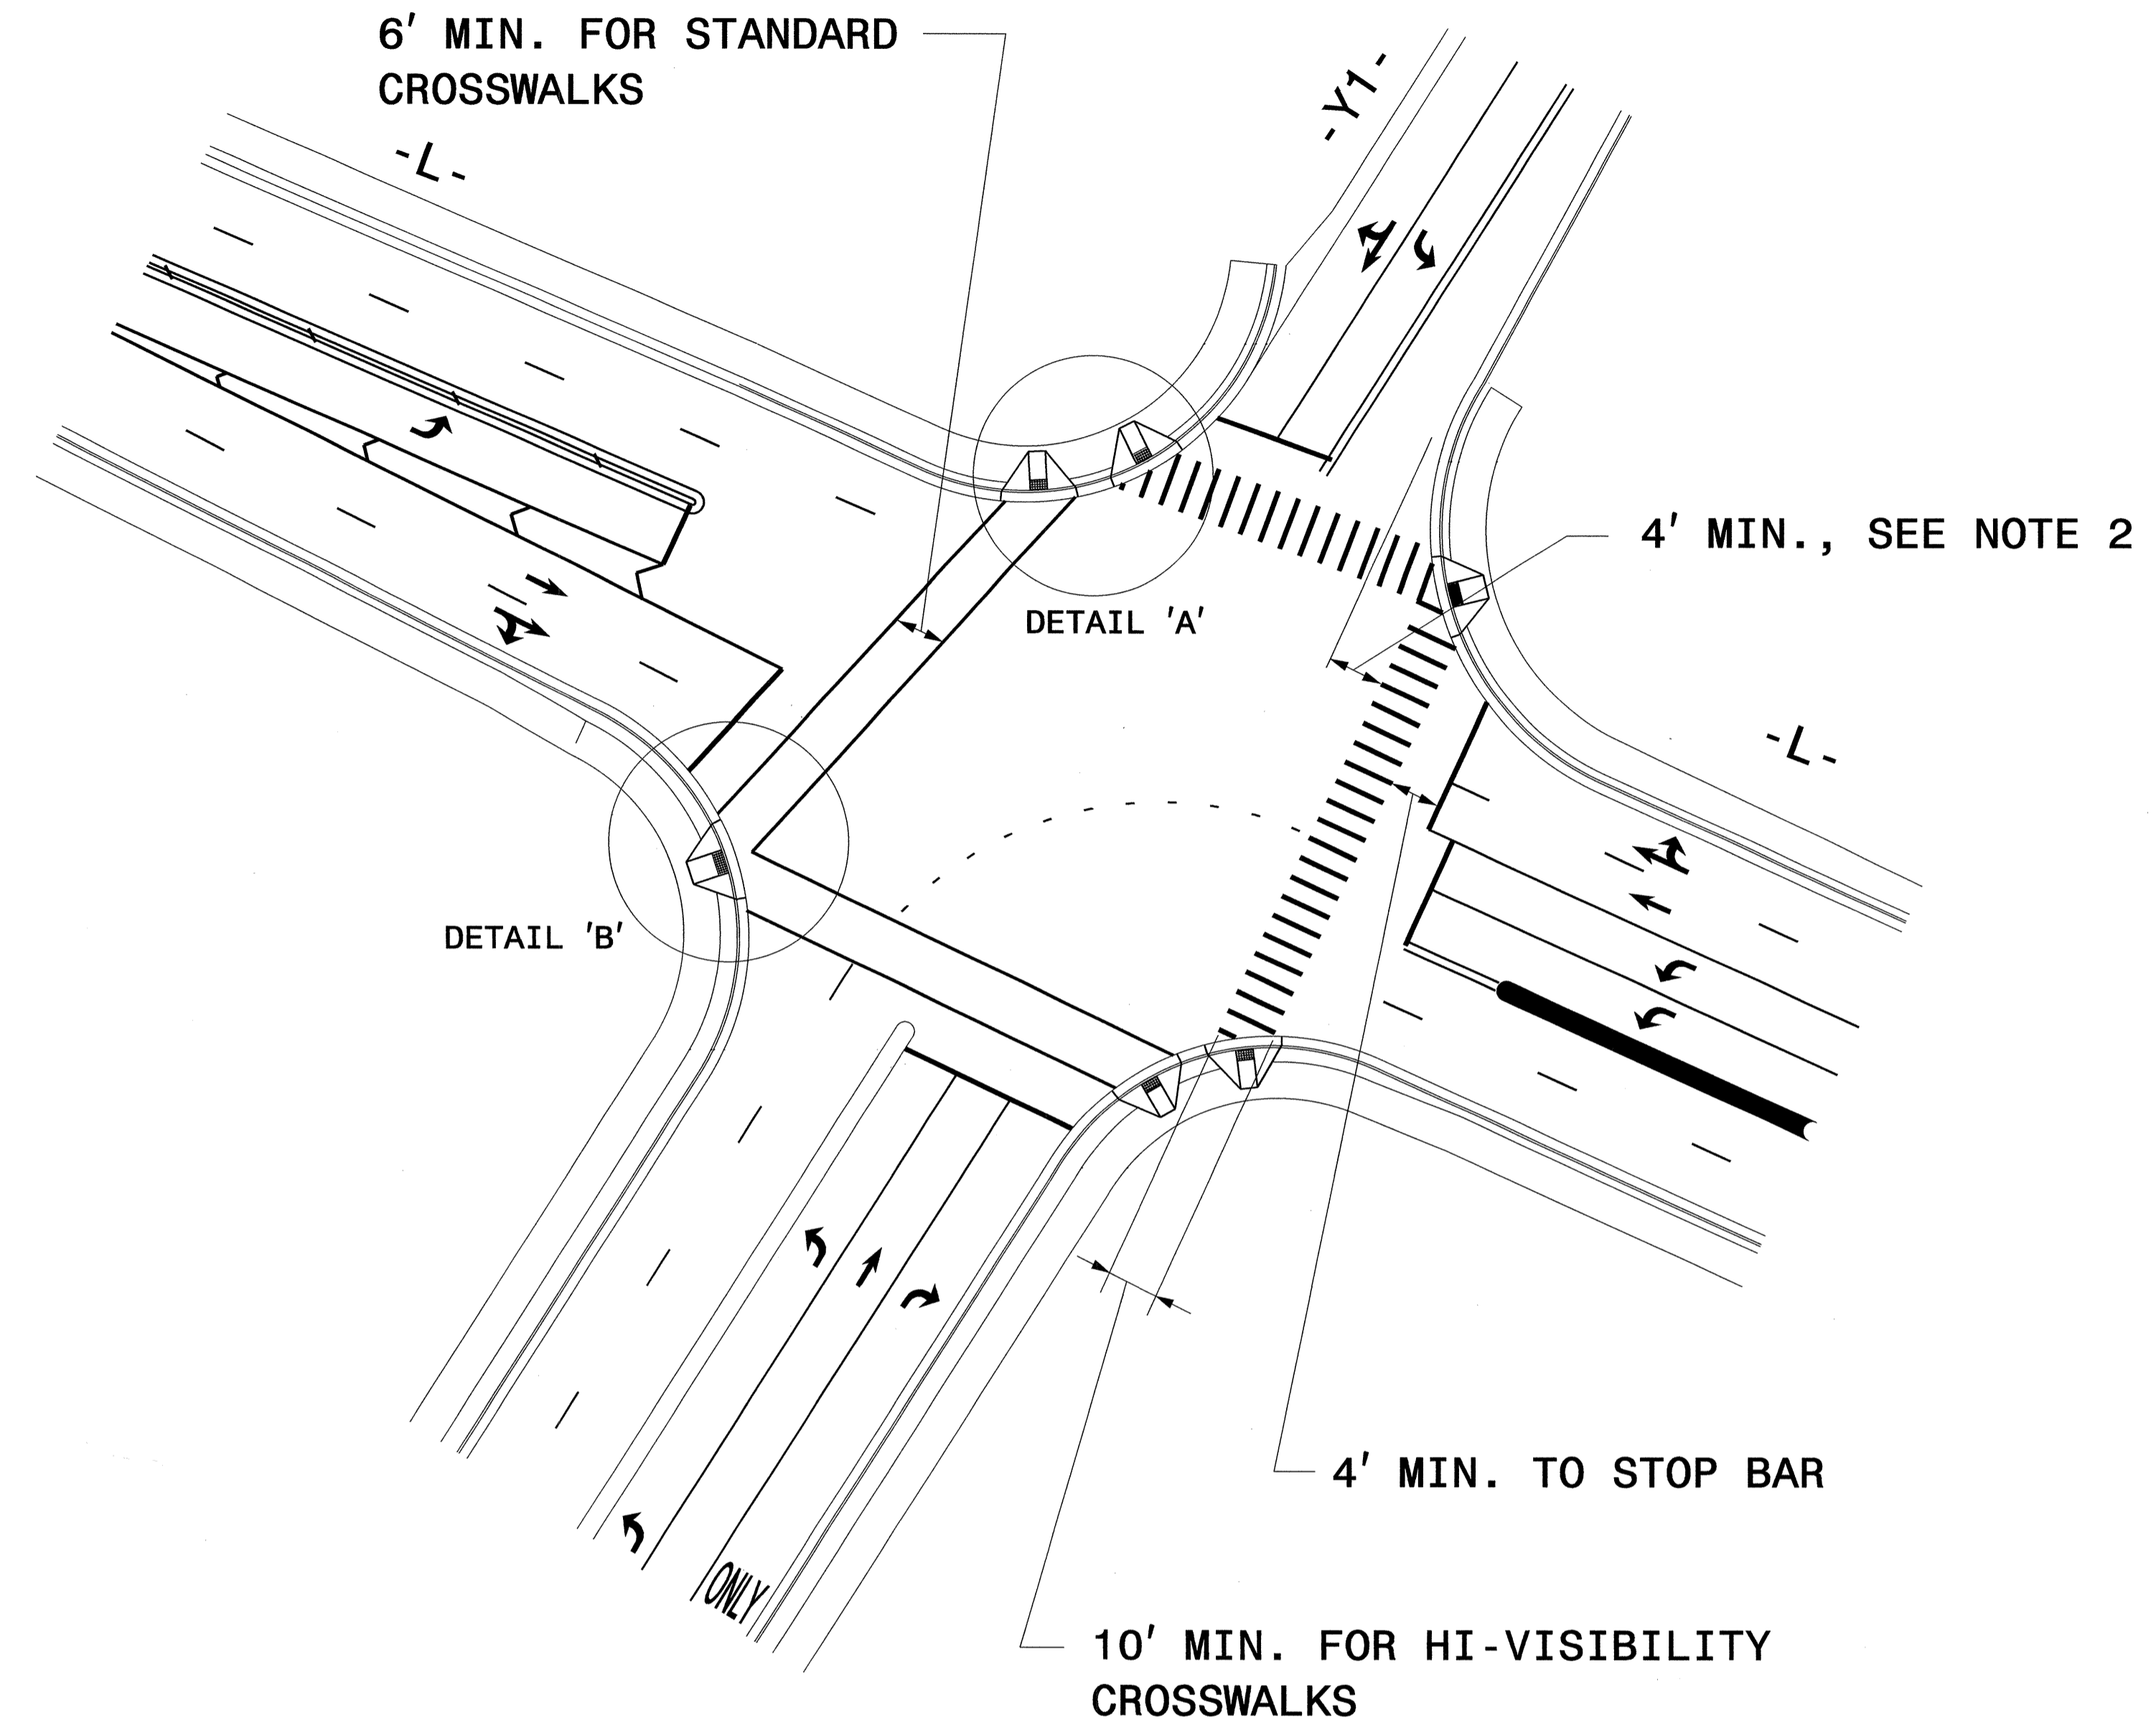 6' MIN. FOR STANDARD
CROSSWALKS
-Y1-
-L-
4' MIN., SEE NOTE 2
DETAIL 'A'
-L-
DETAIL 'B'
4' MIN. TO STOP BAR
ONLY
10' MIN. FOR HI-VISIBILITY
CROSSWALKS